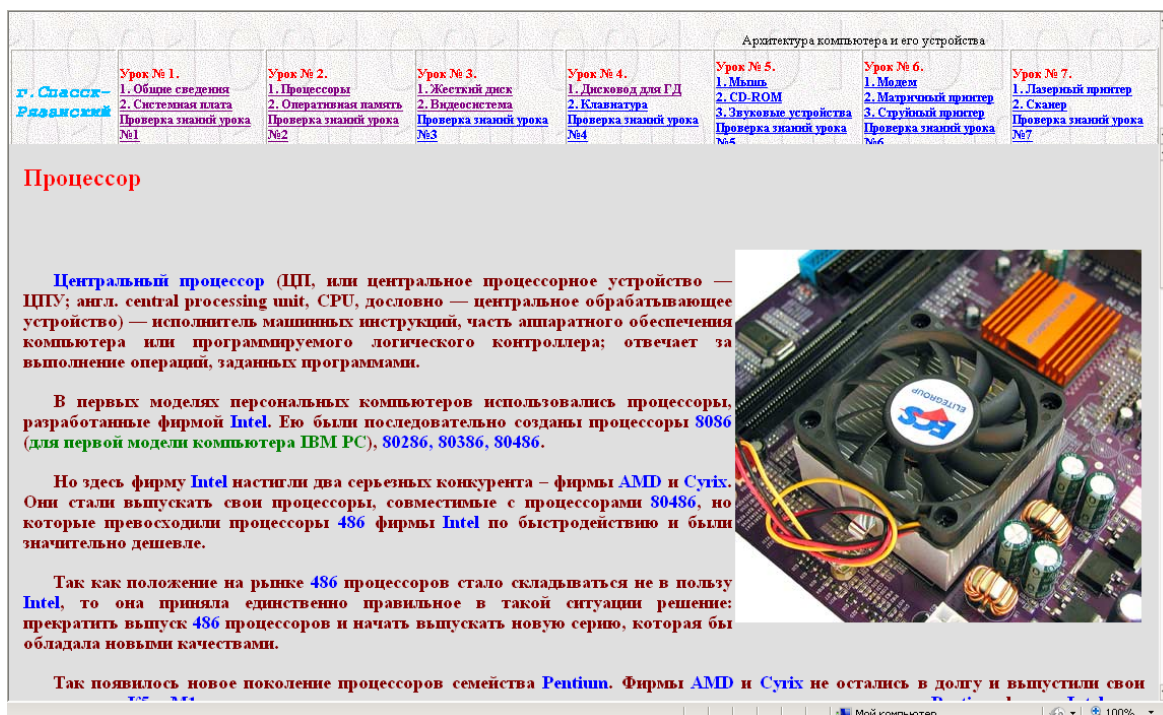 Архитектура компьютера и его устройства
г.Спасск-
Рязанский
Урок № 1.
1. Общие сведения
2. Системная плата
Проверка знаний урока
№1
Урок № 2.
1. Процессоры
2. Оперативная память
Проверка знаний урока
№2
Урок № 3.
1. Жесткий диск
2. Видеосистема
Проверка знаний урока
№3
Урок № 4.
1. Дисковод для ГД
2. Клавиатура
Проверка знаний урока
№4
Урок № 5.
1. Мышь
2. CD-ROM
3. Звуковые устройства
Проверка знаний урока
№5
Урок № 6.
1. Модем
2. Матричный принтер
3. Струйный принтер
Проверка знаний урока
№6
Урок № 7.
1. Лазерный принтер
2. Сканер
Проверка знаний урока
№7
Процессор
Центральный процессор (ЦП, или центральное процессорное устройство —
ЦПУ; англ. central processing unit, CPU, дословно — центральное обрабатывающее
устройство) — исполнитель машинных инструкций, часть аппаратного обеспечения
компьютера или программируемого логического контроллера; отвечает за
выполнение операций, заданных программами.
В первых моделях персональных компьютеров использовались процессоры,
разработанные фирмой Intel. Ею были последовательно созданы процессоры 8086
(для первой модели компьютера IBM PC), 80286, 80386, 80486.
Но здесь фирму Intel настигли два серьезных конкурента – фирмы AMD и Cyrix.
Они стали выпускать свои процессоры, совместимые с процессорами 80486, но
которые превосходили процессоры 486 фирмы Intel по быстродействию и были
значительно дешевле.
Так как положение на рынке 486 процессоров стало складываться не в пользу
Intel, то она приняла единственно правильное в такой ситуации решение:
прекратить выпуск 486 процессоров и начать выпускать новую серию, которая бы
обладала новыми качествами.
Так появилось новое поколение процессоров семейства Pentium. Фирмы AMD и Cyrix не остались в долгу и выпустили свои
ECS
ELITEGROUP
Мой компьютер
100%